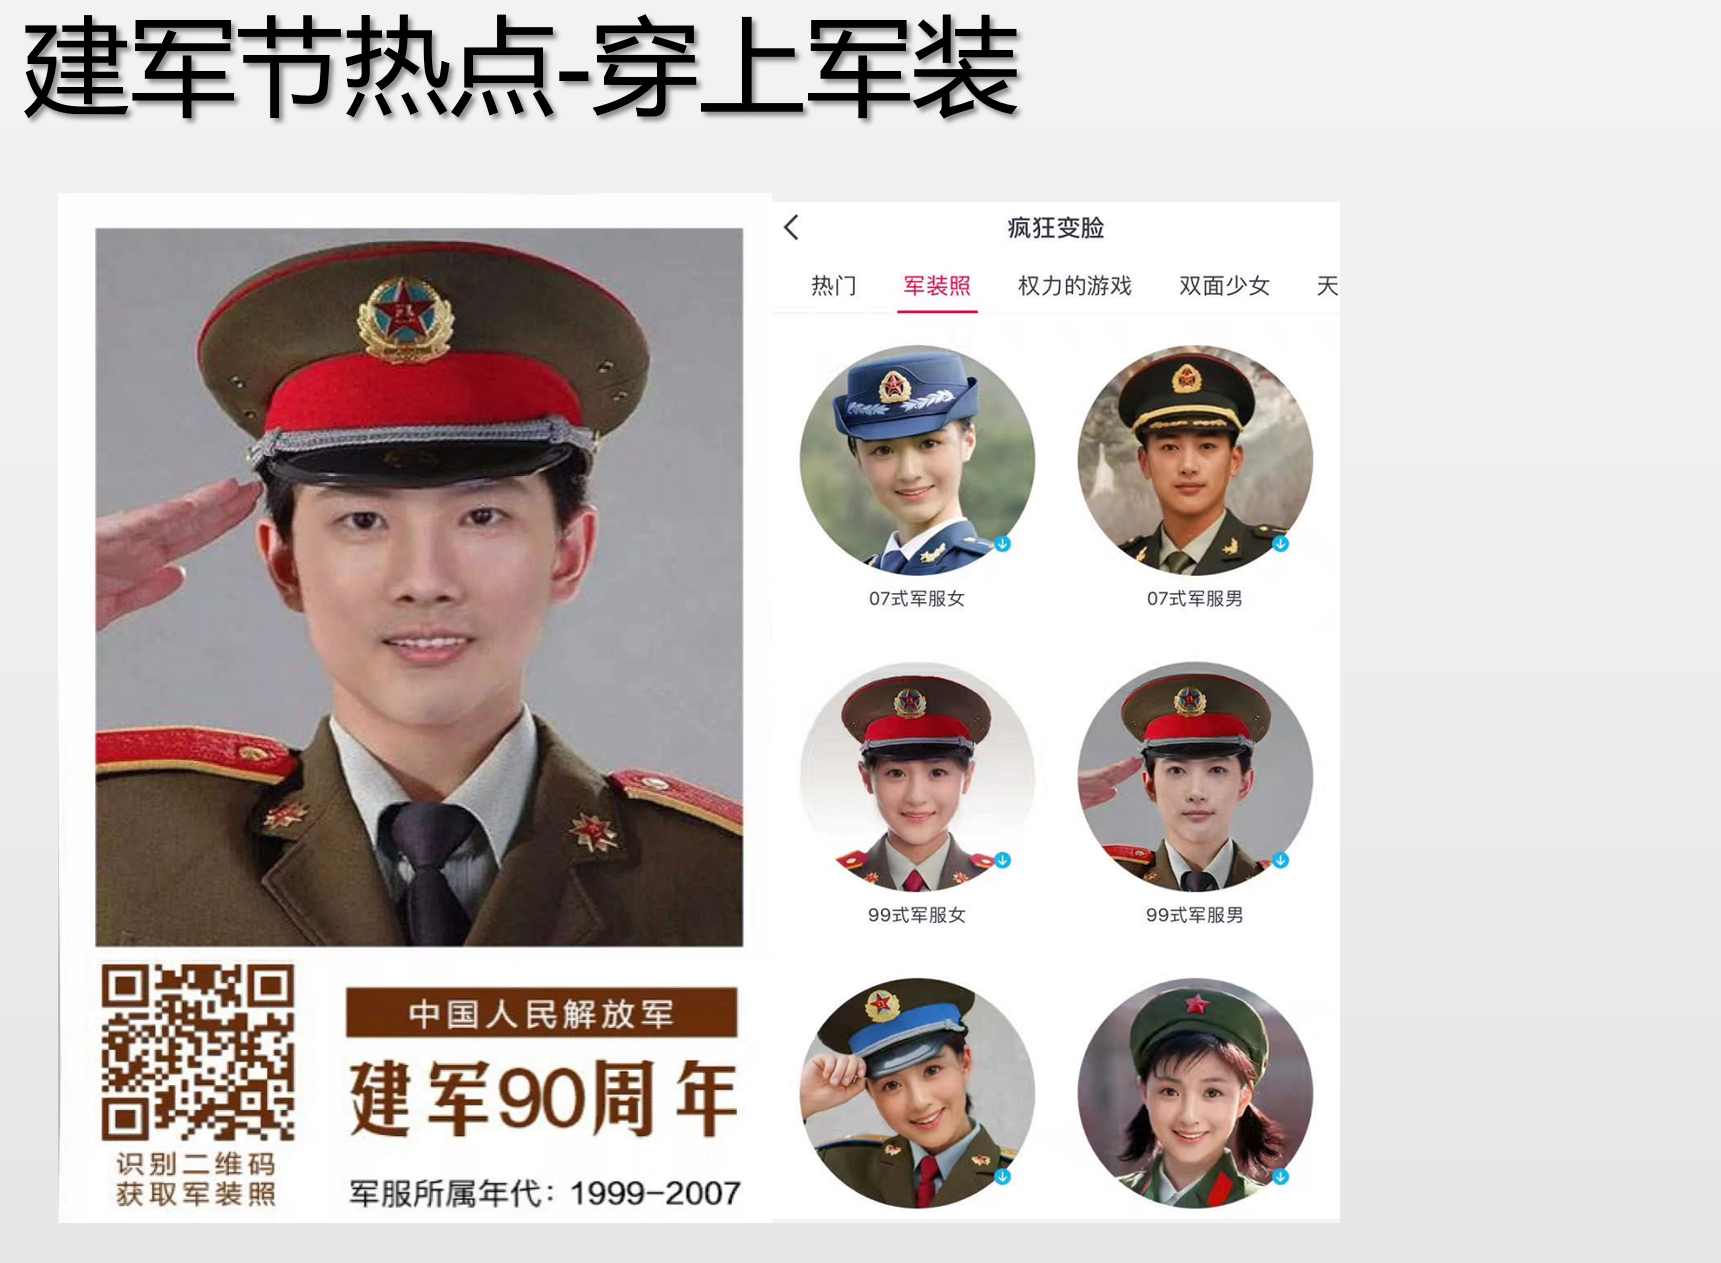 建军节热点-穿上军装
中国人民解放军
建军90周年
识别二维码
获取军装照
军服所属年代：1999-2007
疯狂变脸
热门 军装照 权力的游戏 双面少女 天
07式军服女 07式军服男
99式军服女 99式军服男